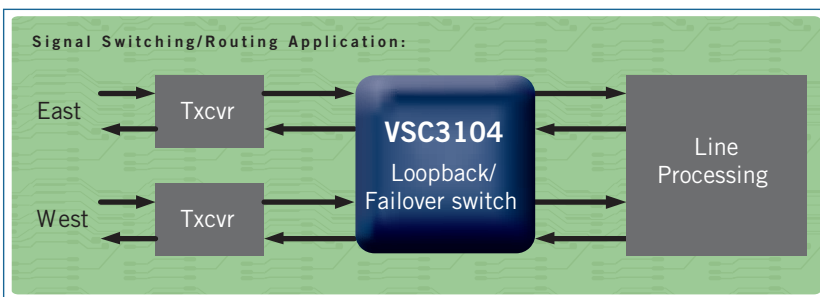 Signal Switching/Routing Application:
East
Txcvr
VSC3104
Loopback/
Failover switch
Line
Processing
West
Txcvr